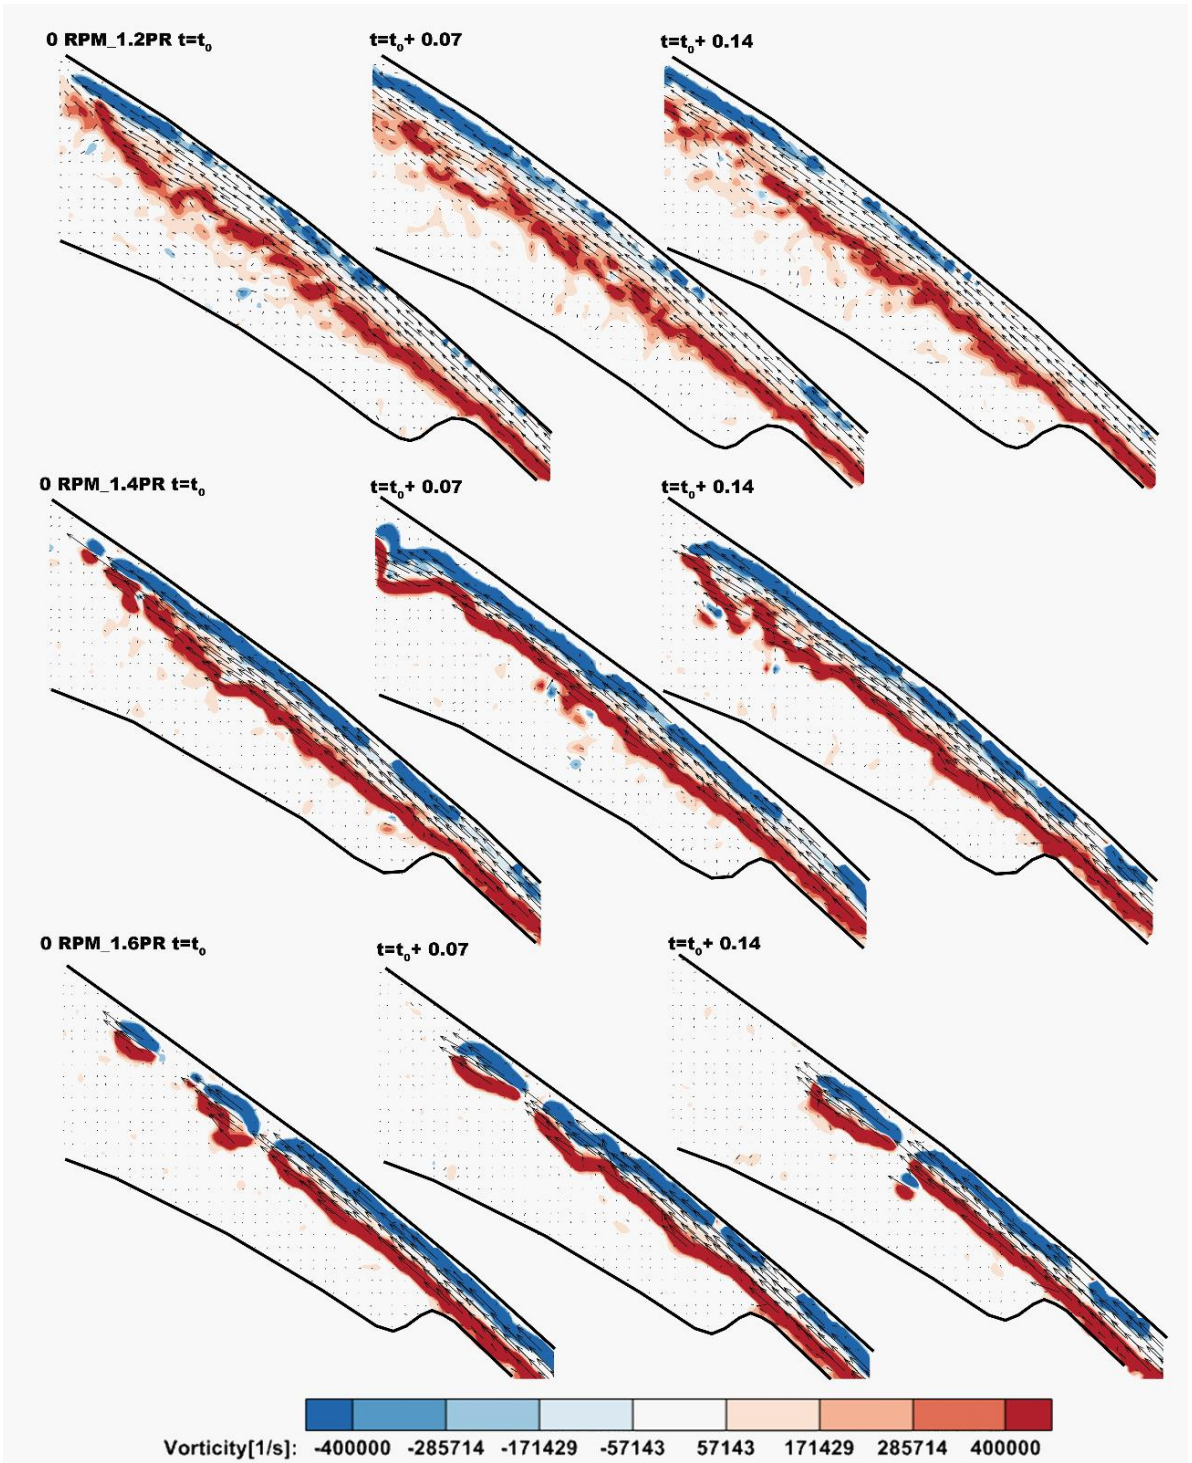 0 RPM_1.2PR t=t₀ t=t₀+ 0.07 t=t₀+ 0.14
0 RPM_1.4PR t=t₀ t=t₀+ 0.07 t=t₀+ 0.14
0 RPM_1.6PR t=t₀ t=t₀+ 0.07 t=t₀+ 0.14
Vorticity[1/s]: -400000 -285714 -171429 -57143 57143 171429 285714 400000